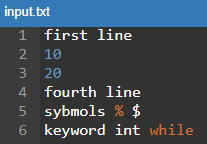 input.txt
1 first line
2 10
3 20
4 fourth line
5 sybmols % $
6 keyword int while